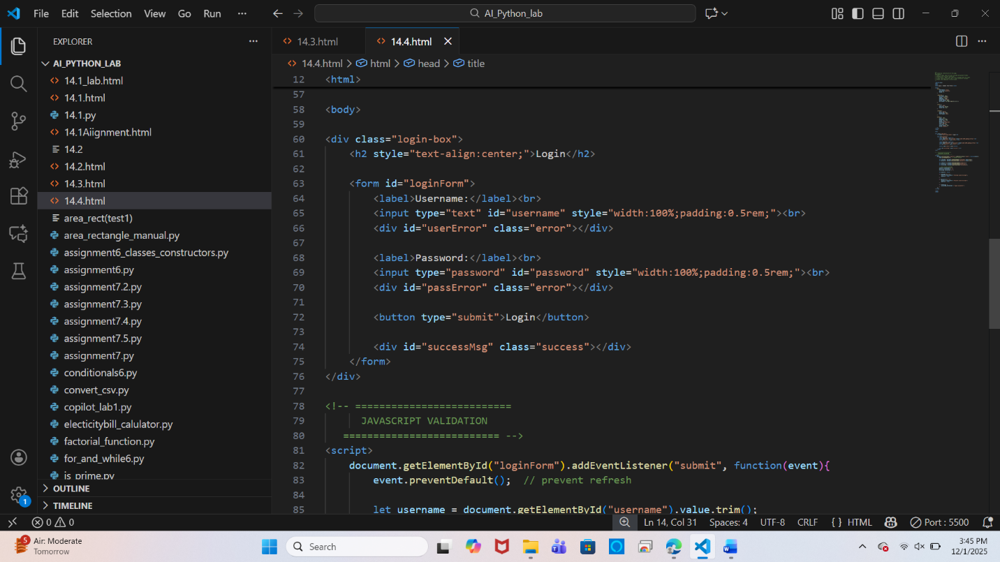 File Edit Selection View Go Run ···
AI_Python_lab
EXPLORER
14.3.html
14.4.html
14.4.html > html > head > title
AI_PYTHON_LAB
14.1_lab.html
14.1.html
14.1.py
14.1Aiignment.html
14.2
14.2.html
14.3.html
14.4.html
area_rect(test1)
area_rectangle_manual.py
assignment6_classes_constructors.py
assignment6.py
assignment7.2.py
assignment7.3.py
assignment7.4.py
assignment7.5.py
assignment7.py
conditionals6.py
convert_csv.py
copilot_lab1.py
electicitybill_calulator.py
factorial_function.py
for_and_while6.py
is_prime.py
OUTLINE
TIMELINE
12 <html>
57
58 <body>
59
60 <div class="login-box">
61 <h2 style="text-align:center;">Login</h2>
62
63 <form id="loginForm">
64 <label>Username:</label><br>
65 <input type="text" id="username" style="width:100%;padding:0.5rem;"><br>
66 <div id="userError" class="error"></div>
67
68 <label>Password:</label><br>
69 <input type="password" id="password" style="width:100%;padding:0.5rem;"><br>
70 <div id="passError" class="error"></div>
71
72 <button type="submit">Login</button>
73
74 <div id="successMsg" class="success"></div>
75 </form>
76 </div>
77
78 <!-- ==========================
79 JAVASCRIPT VALIDATION
80 ========================== -->
81 <script>
82 document.getElementById("loginForm").addEventListener("submit", function(event){
83 event.preventDefault(); // prevent refresh
84
85 let username = document.getElementById("username").value.trim();
1
0 0
Ln 14, Col 31 Spaces: 4 UTF-8 CRLF { } HTML Port : 5500
5
Air: Moderate
Tomorrow
Search
3:45 PM
12/1/2025